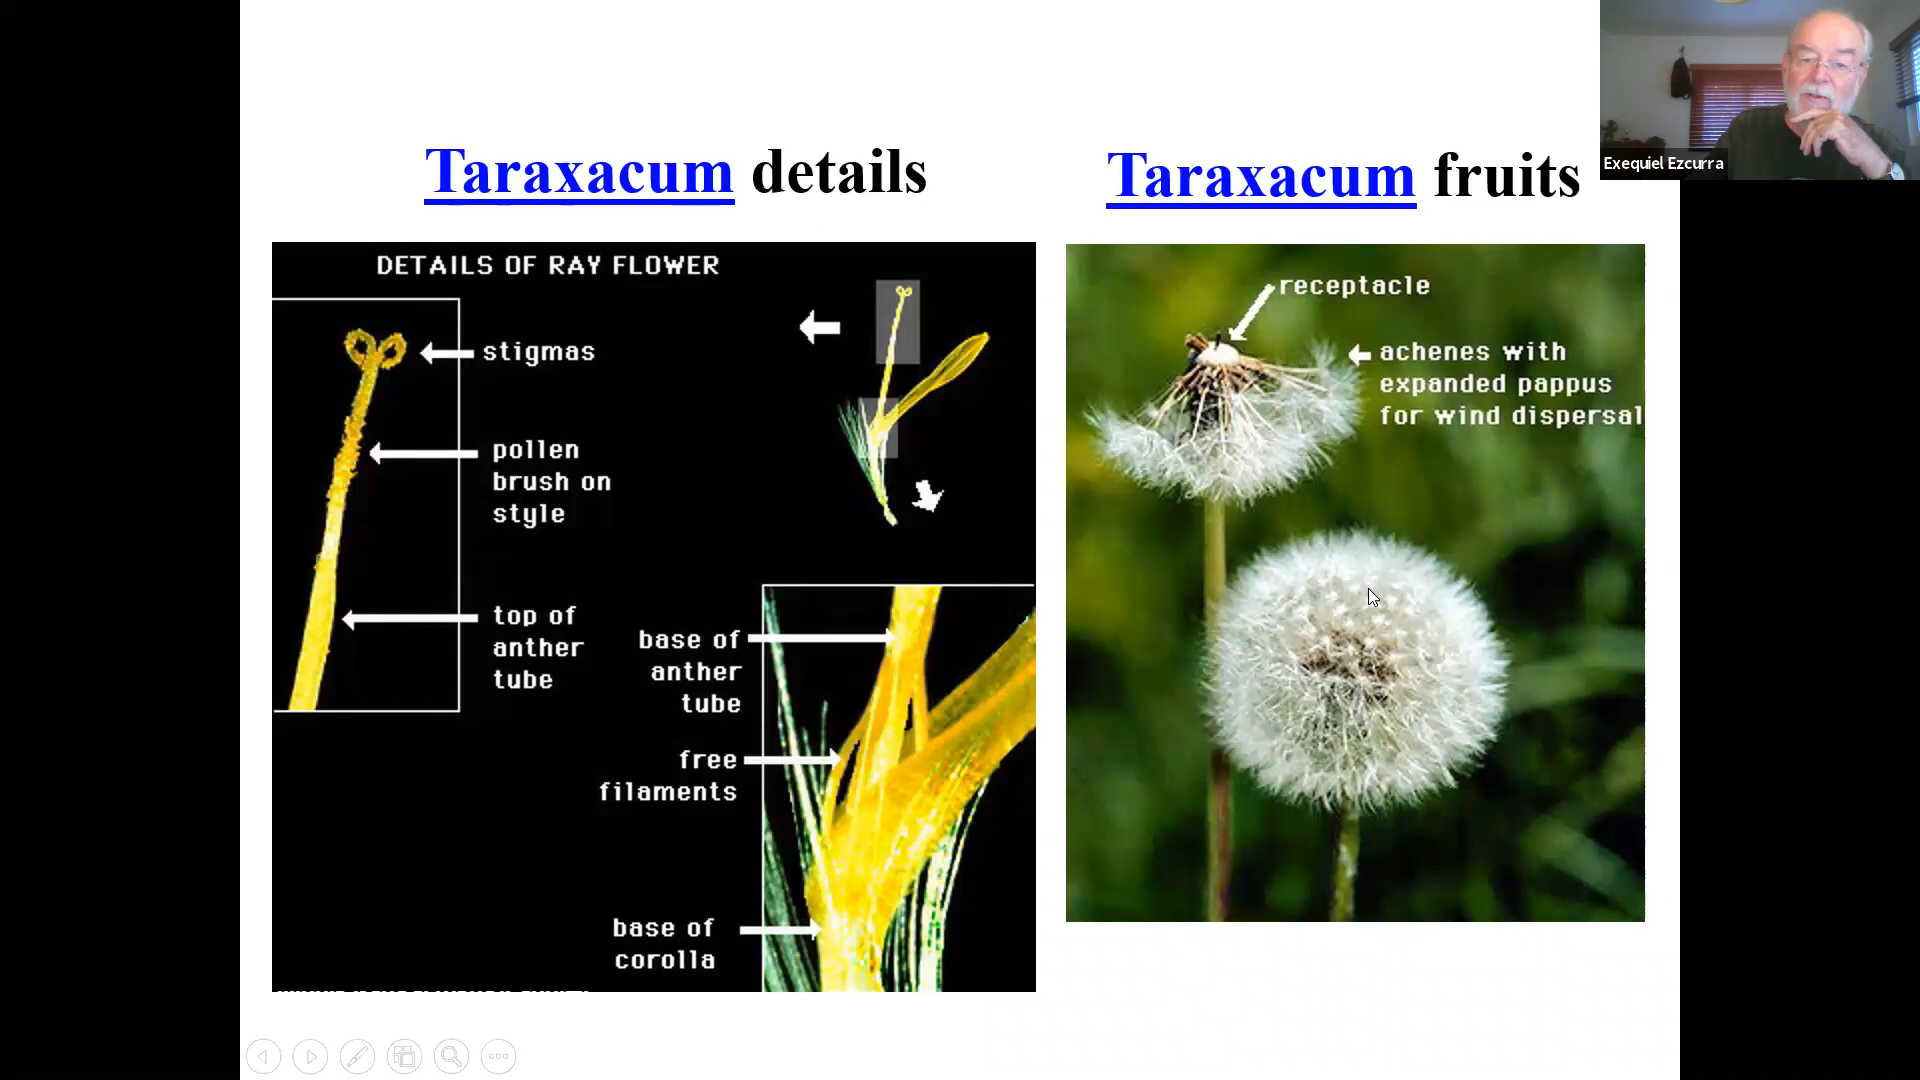 Taraxacum details
DETAILS OF RAY FLOWER
stigmas
pollen
brush on
style
top of
anther
tube
base of
anther
tube
free
filaments
base of
corolla
Taraxacum fruits
receptacle
achenes with
expanded pappus
for wind dispersal
Exequiel Ezcurra